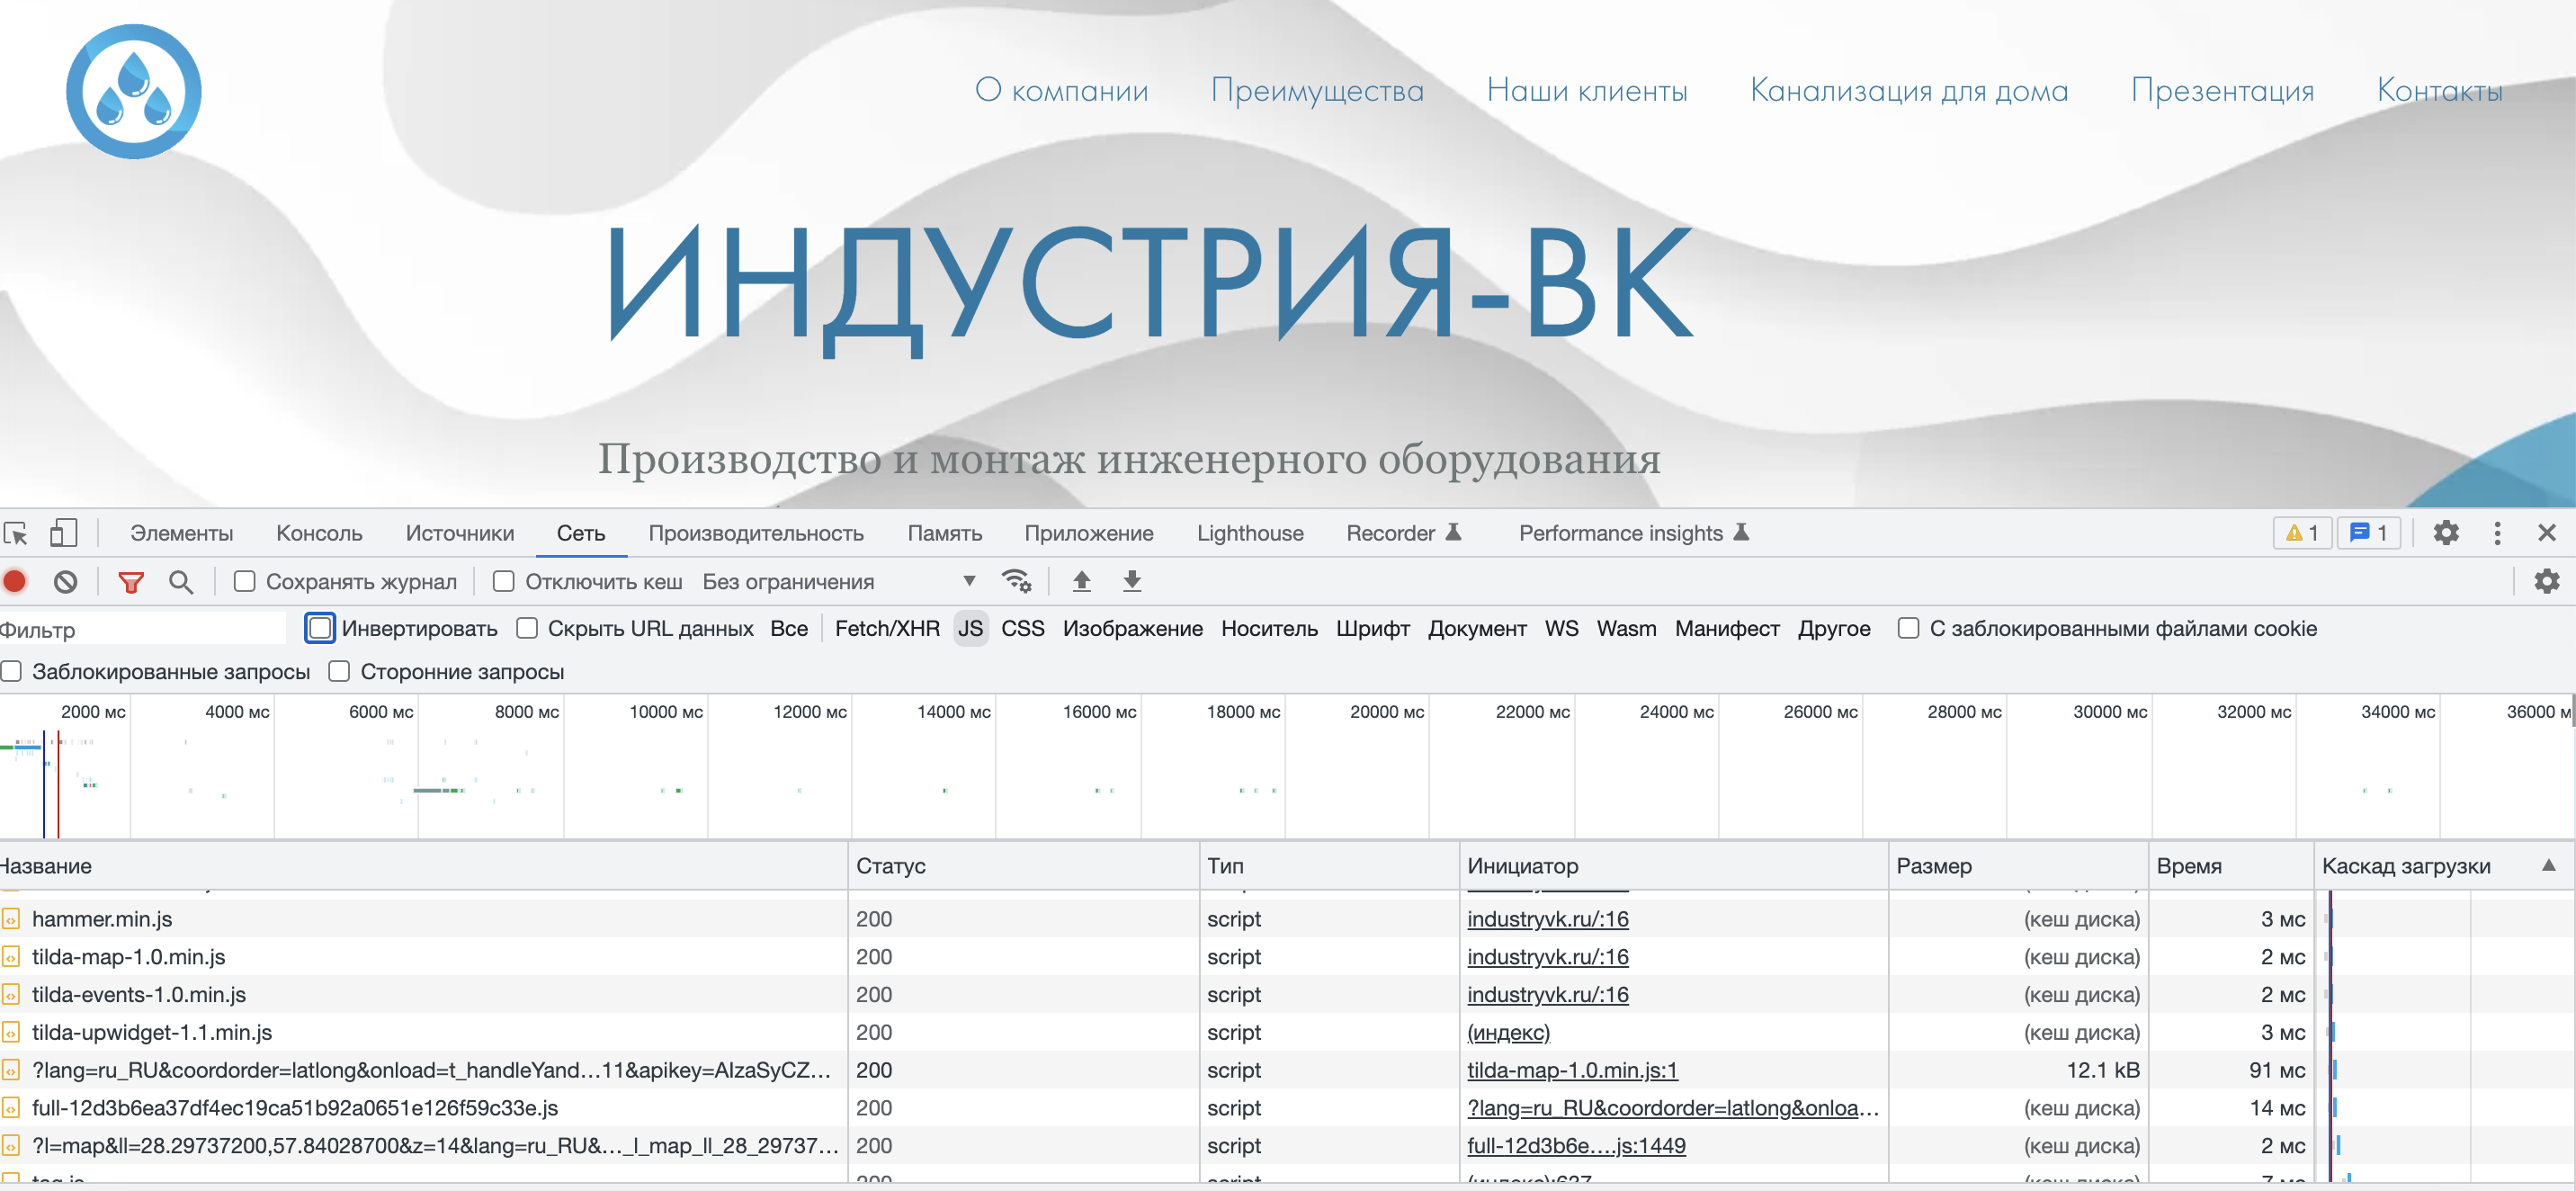 О компании Преимущества Наши клиенты Канализация для дома Презентация Контакты
ИНДУСТРИЯ-ВК
Производство и монтаж инженерного оборудования
Элементы Консоль Источники Сеть Производительность Память Приложение Lighthouse Recorder Performance insights 1 1
Сохранять журнал Отключить кеш Без ограничения
Фильтр Инвертировать Скрыть URL данных Все Fetch/XHR JS CSS Изображение Носитель Шрифт Документ WS Wasm Манифест Другое С заблокированными файлами cookie
Заблокированные запросы Сторонние запросы
2000 мс 4000 мс 6000 мс 8000 мс 10000 мс 12000 мс 14000 мс 16000 мс 18000 мс 20000 мс 22000 мс 24000 мс 26000 мс 28000 мс 30000 мс 32000 мс 34000 мс 36000 м
Название Статус Тип Инициатор Размер Время Каскад загрузки
hammer.min.js 200 script industryvk.ru/:16 (кеш диска) 3 мс
tilda-map-1.0.min.js 200 script industryvk.ru/:16 (кеш диска) 2 мс
tilda-events-1.0.min.js 200 script industryvk.ru/:16 (кеш диска) 2 мс
tilda-upwidget-1.1.min.js 200 script (индекс) (кеш диска) 3 мс
?lang=ru_RU&coordorder=latlong&onload=t_handleYand…11&apikey=AIzaSyCZ… 200 script tilda-map-1.0.min.js:1 12.1 kB 91 мс
full-12d3b6ea37df4ec19ca51b92a0651e126f59c33e.js 200 script ?lang=ru_RU&coordorder=latlong&onloa… (кеш диска) 14 мс
?l=map&ll=28.29737200,57.84028700&z=14&lang=ru_RU&…_l_map_ll_28_29737… 200 script full-12d3b6e….js:1449 (кеш диска) 2 мс